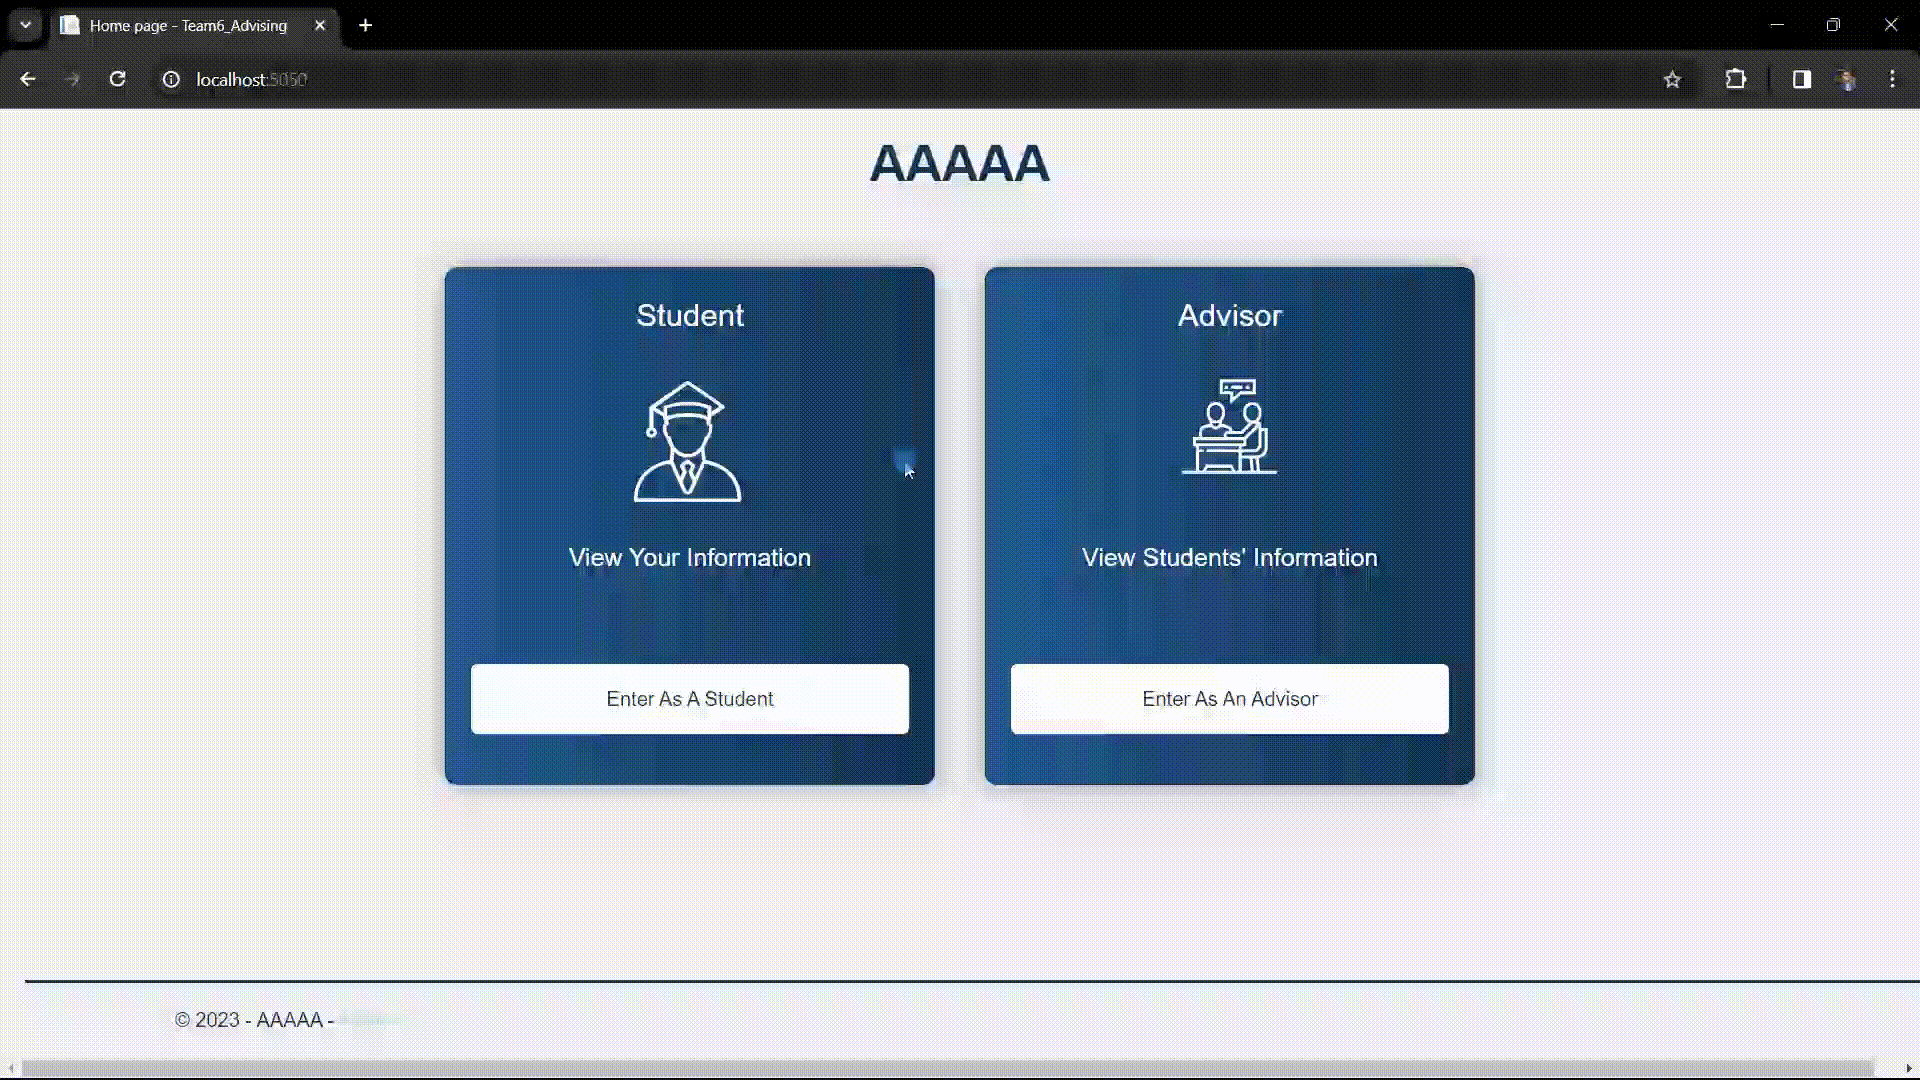 Home page - Team6_Advising
localhost:5050
AAAAA
Student
View Your Information
Enter As A Student
Advisor
View Students' Information
Enter As An Advisor
© 2023 - AAAAA -